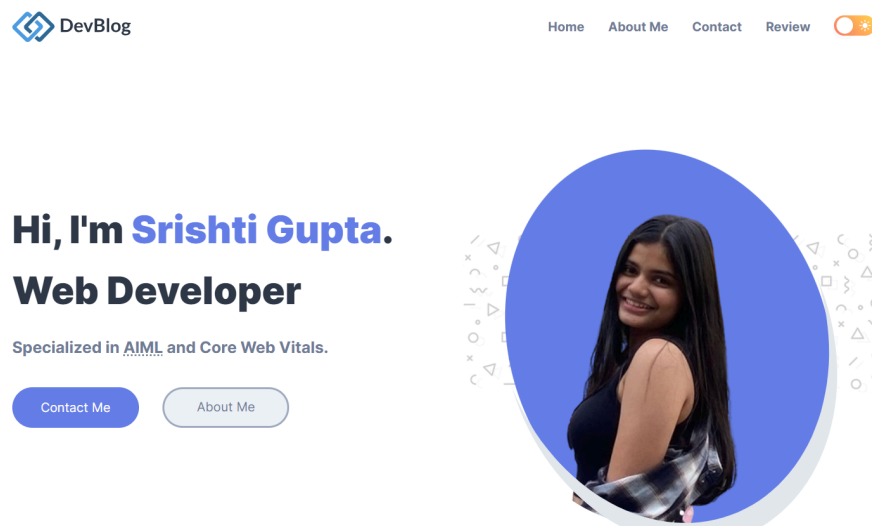 DevBlog
Home About Me Contact Review
Hi, I'm Srishti Gupta.
Web Developer
Specialized in AIML and Core Web Vitals.
Contact Me About Me